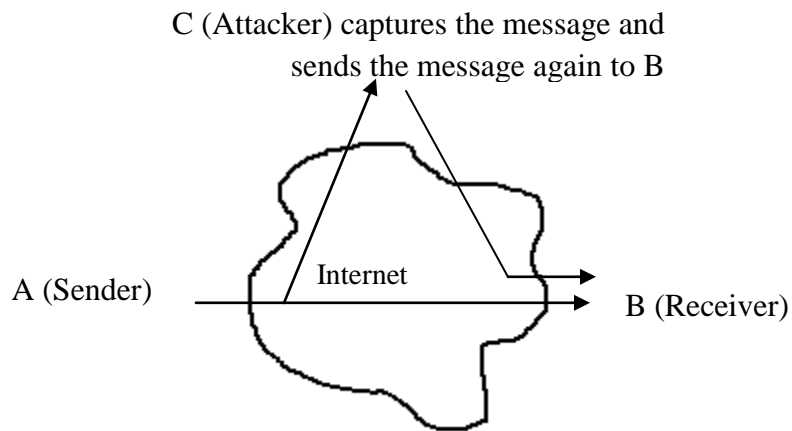 C (Attacker) captures the message and
sends the message again to B
Internet
A (Sender)
B (Receiver)